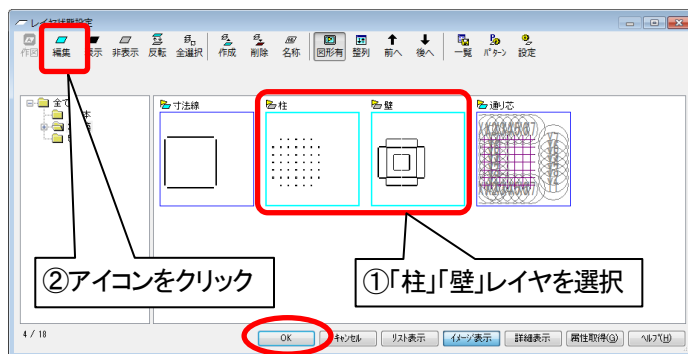 レイヤ状態設定
作図 編集 表示 非表示 反転 全選択 作成 削除 名称 図形有 整列 前へ 後へ 一覧 パターン 設定
全て
本
寸法線 柱 壁 通り芯
②アイコンをクリック
①「柱」「壁」レイヤを選択
4 / 18
OK キャンセル リスト表示 イメージ表示 詳細表示 属性取得(G) ヘルプ(H)